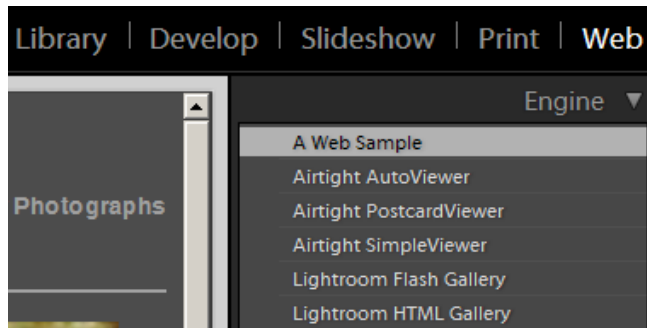 Library | Develop | Slideshow | Print | Web
Engine ▼
A Web Sample
Airtight AutoViewer
Photographs
Airtight PostcardViewer
Airtight SimpleViewer
Lightroom Flash Gallery
Lightroom HTML Gallery